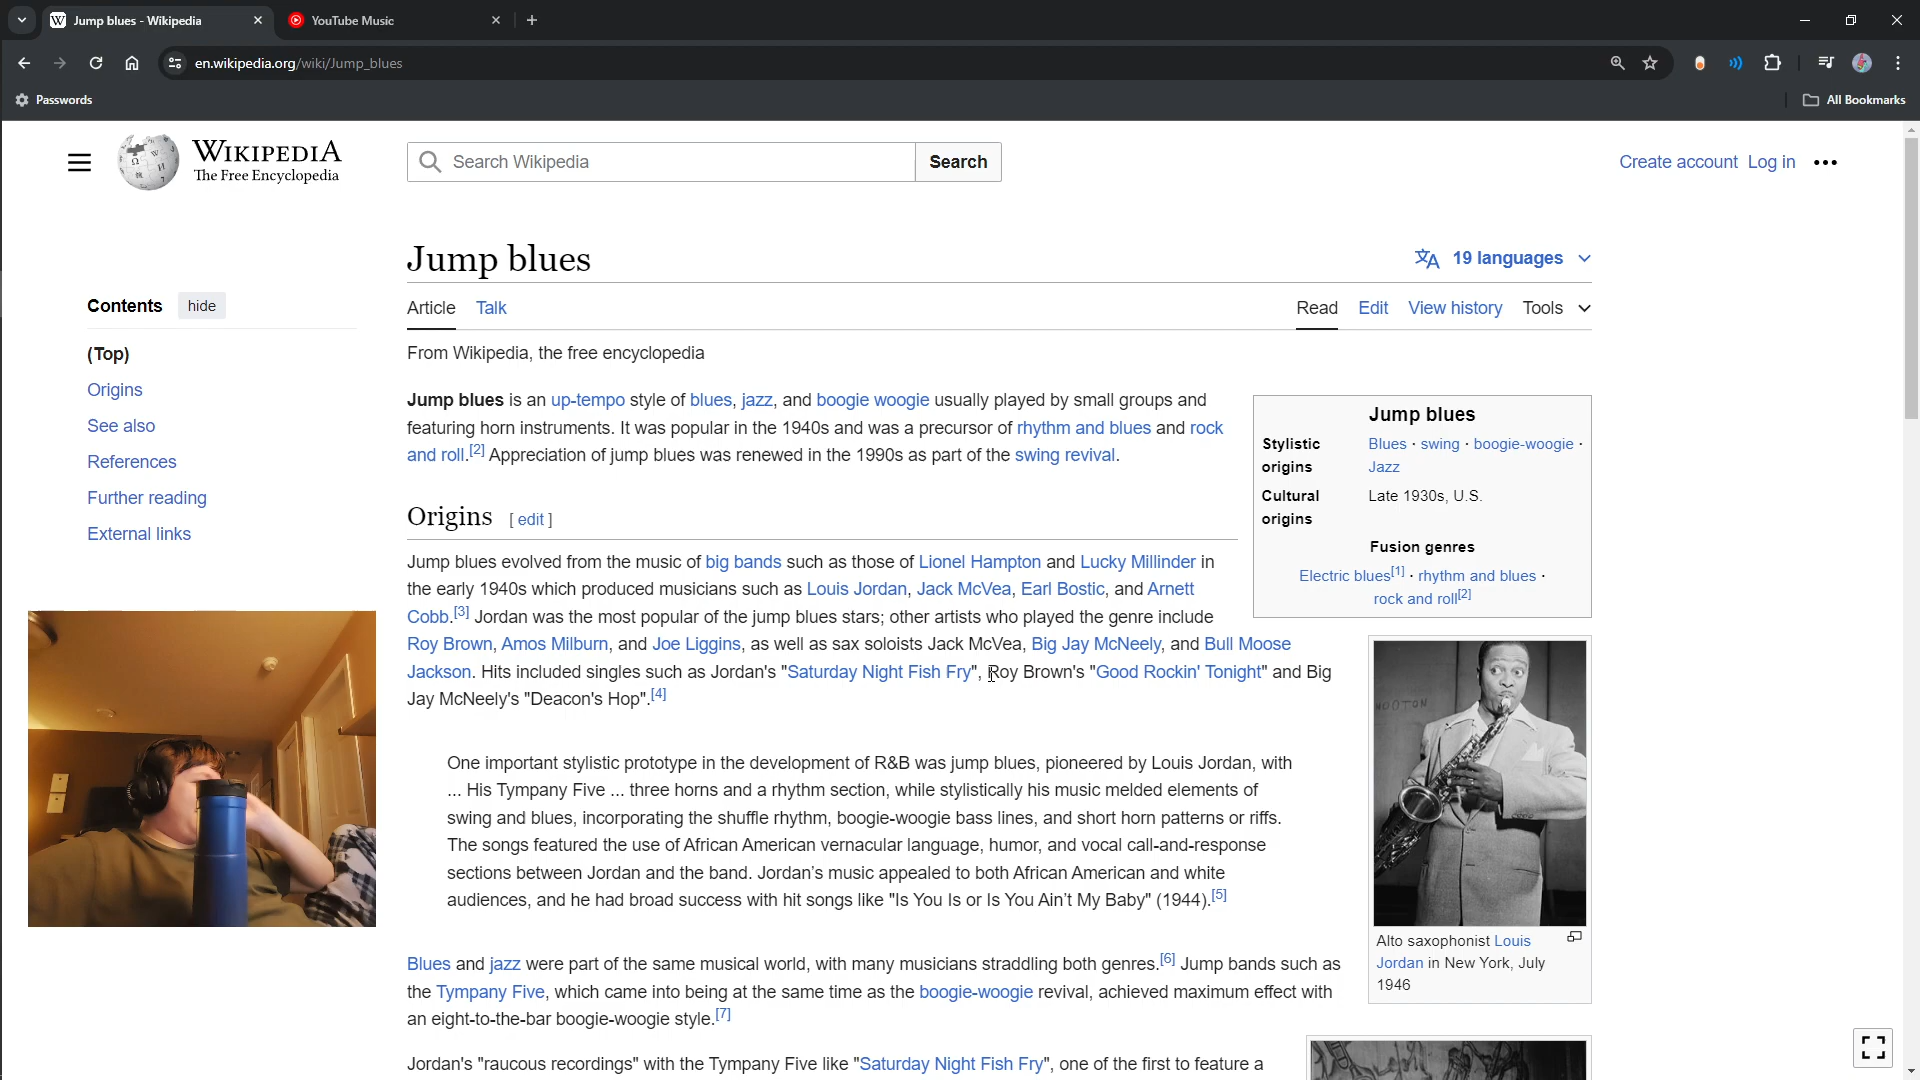 Jump blues - Wikipedia
YouTube Music
en.wikipedia.org/wiki/Jump_blues
Passwords
All Bookmarks
WIKIPEDIA
The Free Encyclopedia
Search Wikipedia
Search
Create account
Log in
Jump blues
19 languages
Contents
hide
(Top)
Origins
See also
References
Further reading
External links
Article
Talk
Read
Edit
View history
Tools
From Wikipedia, the free encyclopedia
Jump blues is an up-tempo style of blues, jazz, and boogie woogie usually played by small groups and
featuring horn instruments. It was popular in the 1940s and was a precursor of rhythm and blues and rock
and roll.[2] Appreciation of jump blues was renewed in the 1990s as part of the swing revival.
Jump blues
Stylistic origins
Blues · swing · boogie-woogie ·
Jazz
Cultural origins
Late 1930s, U.S.
Fusion genres
Electric blues[1] · rhythm and blues ·
rock and roll[2]
Origins [ edit ]
Jump blues evolved from the music of big bands such as those of Lionel Hampton and Lucky Millinder in
the early 1940s which produced musicians such as Louis Jordan, Jack McVea, Earl Bostic, and Arnett
Cobb.[3] Jordan was the most popular of the jump blues stars; other artists who played the genre include
Roy Brown, Amos Milburn, and Joe Liggins, as well as sax soloists Jack McVea, Big Jay McNeely, and Bull Moose
Jackson. Hits included singles such as Jordan's "Saturday Night Fish Fry", Roy Brown's "Good Rockin' Tonight" and Big
Jay McNeely's "Deacon's Hop".[4]
One important stylistic prototype in the development of R&B was jump blues, pioneered by Louis Jordan, with
... His Tympany Five ... three horns and a rhythm section, while stylistically his music melded elements of
swing and blues, incorporating the shuffle rhythm, boogie-woogie bass lines, and short horn patterns or riffs.
The songs featured the use of African American vernacular language, humor, and vocal call-and-response
sections between Jordan and the band. Jordan's music appealed to both African American and white
audiences, and he had broad success with hit songs like "Is You Is or Is You Ain't My Baby" (1944).[5]
Alto saxophonist Louis
Jordan in New York, July
1946
Blues and jazz were part of the same musical world, with many musicians straddling both genres.[6] Jump bands such as
the Tympany Five, which came into being at the same time as the boogie-woogie revival, achieved maximum effect with
an eight-to-the-bar boogie-woogie style.[7]
Jordan's "raucous recordings" with the Tympany Five like "Saturday Night Fish Fry", one of the first to feature a